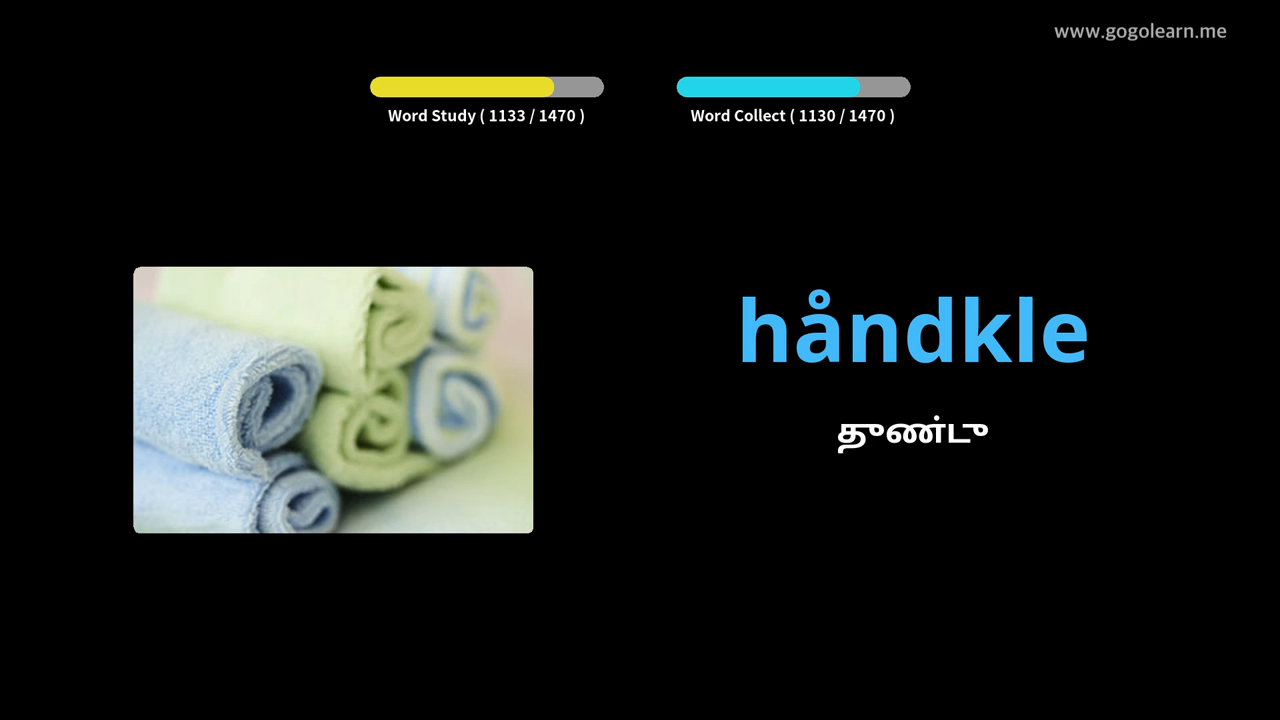 www.gogolearn.me
Word Study ( 1133 / 1470 )
Word Collect ( 1130 / 1470 )
håndkle
துண்டு